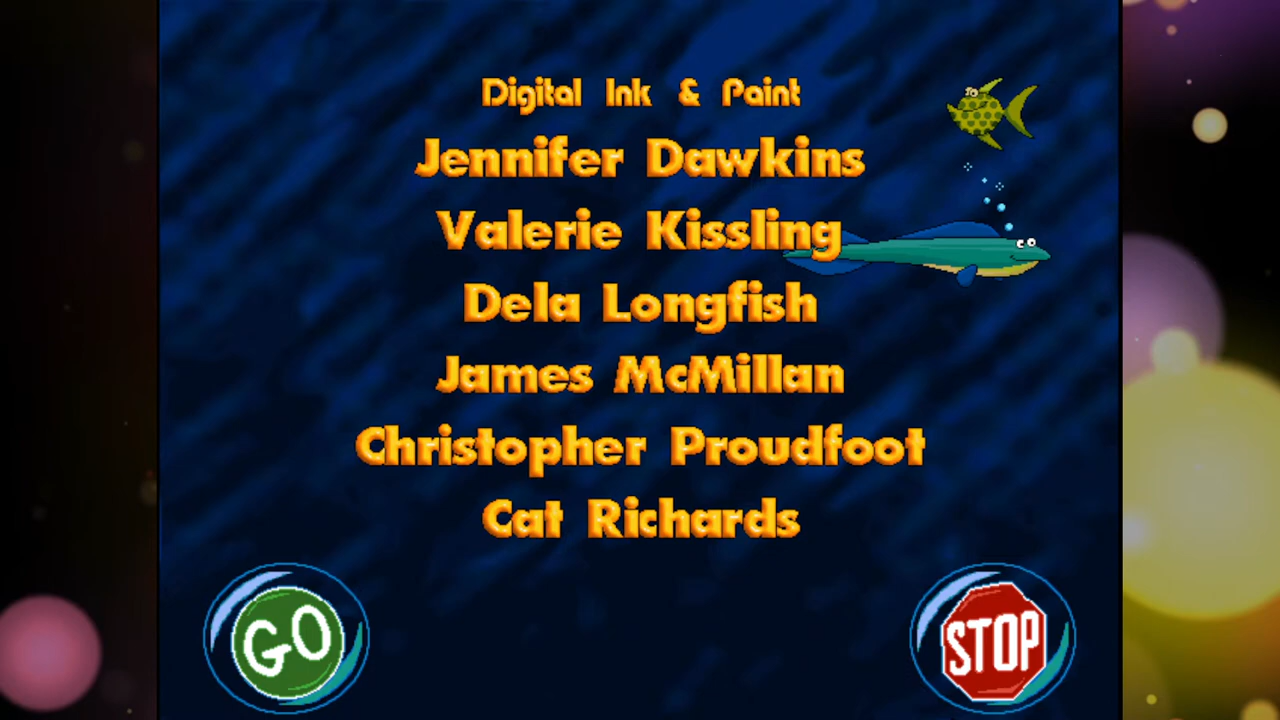 Digital Ink & Paint
Jennifer Dawkins
Valerie Kissling
Dela Longfish
James McMillan
Christopher Proudfoot
Cat Richards
GO
STOP